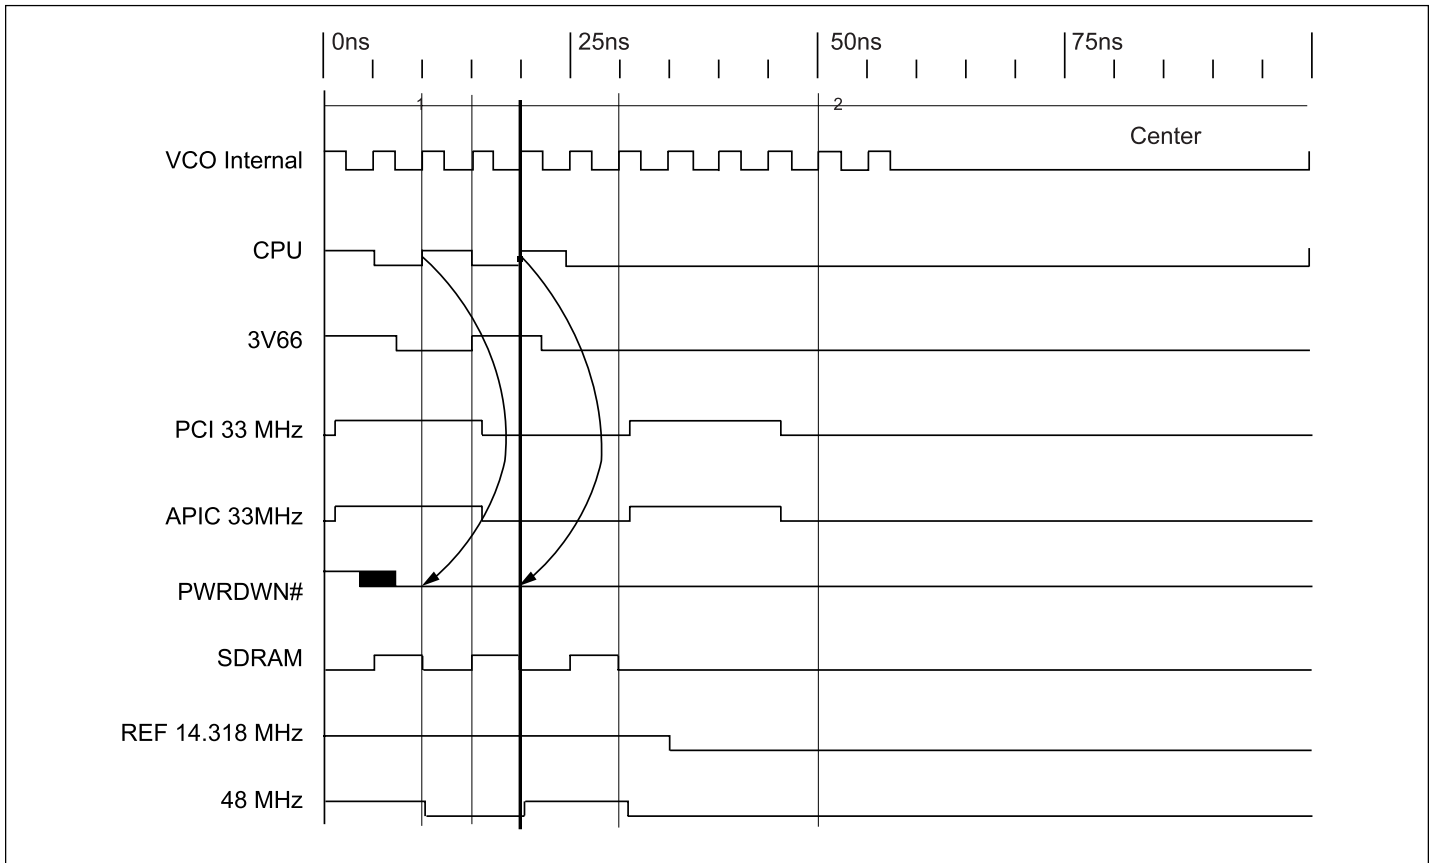 0ns 25ns 50ns 75ns
1 2
Center
VCO Internal
CPU
3V66
PCI 33 MHz
APIC 33MHz
PWRDWN#
SDRAM
REF 14.318 MHz
48 MHz